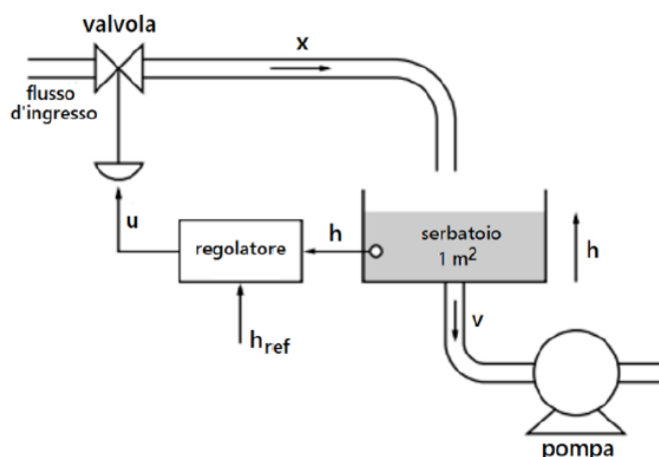 valvola
x
flusso
d'ingresso
u
regolatore
h
serbatoio
1 m²
h
h_ref
v
pompa